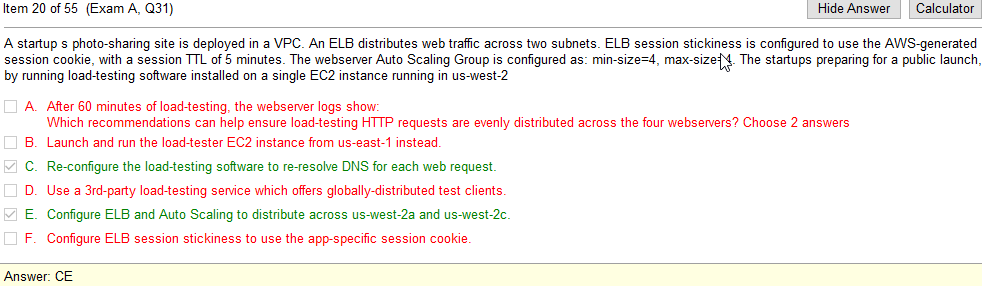 Item 20 of 55 (Exam A, Q31)
Hide Answer
Calculator
A startup s photo-sharing site is deployed in a VPC. An ELB distributes web traffic across two subnets. ELB session stickiness is configured to use the AWS-generated
session cookie, with a session TTL of 5 minutes. The webserver Auto Scaling Group is configured as: min-size=4, max-size=4. The startups preparing for a public launch,
by running load-testing software installed on a single EC2 instance running in us-west-2
A. After 60 minutes of load-testing, the webserver logs show:
Which recommendations can help ensure load-testing HTTP requests are evenly distributed across the four webservers? Choose 2 answers
B. Launch and run the load-tester EC2 instance from us-east-1 instead.
C. Re-configure the load-testing software to re-resolve DNS for each web request.
D. Use a 3rd-party load-testing service which offers globally-distributed test clients.
E. Configure ELB and Auto Scaling to distribute across us-west-2a and us-west-2c.
F. Configure ELB session stickiness to use the app-specific session cookie.
Answer: CE